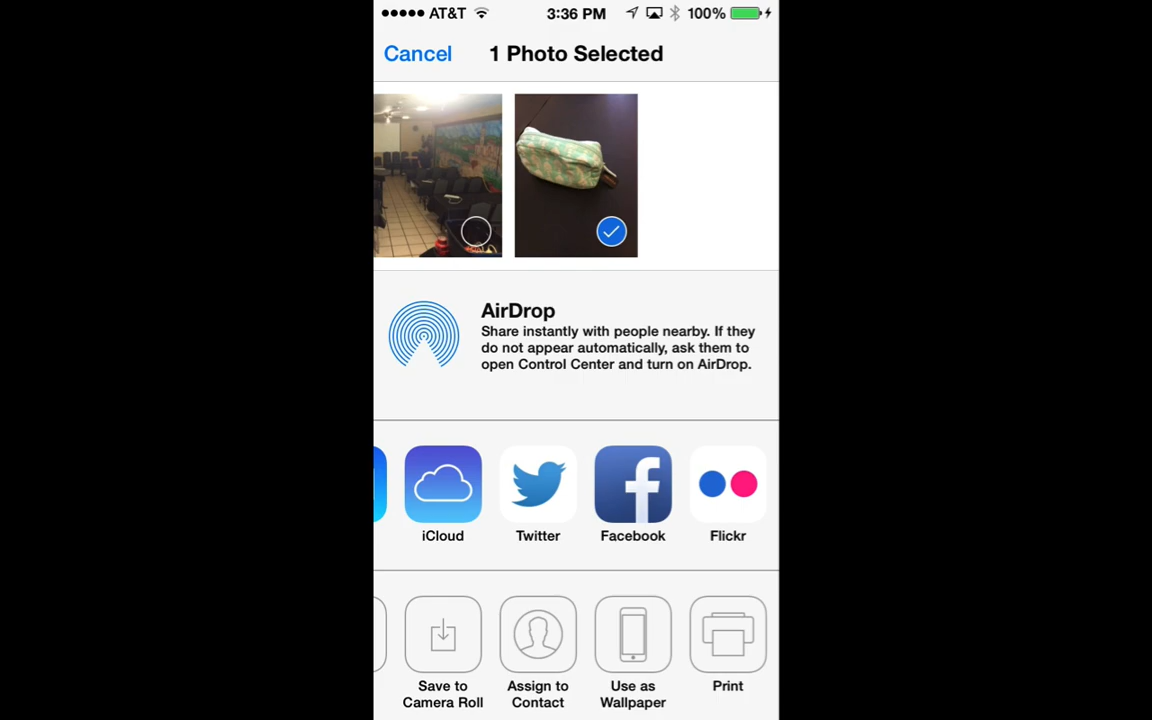 AT&T 3:36 PM 100%
Cancel 1 Photo Selected
AirDrop
Share instantly with people nearby. If they
do not appear automatically, ask them to
open Control Center and turn on AirDrop.
iCloud Twitter Facebook Flickr
Save to Camera Roll
Assign to Contact
Use as Wallpaper
Print